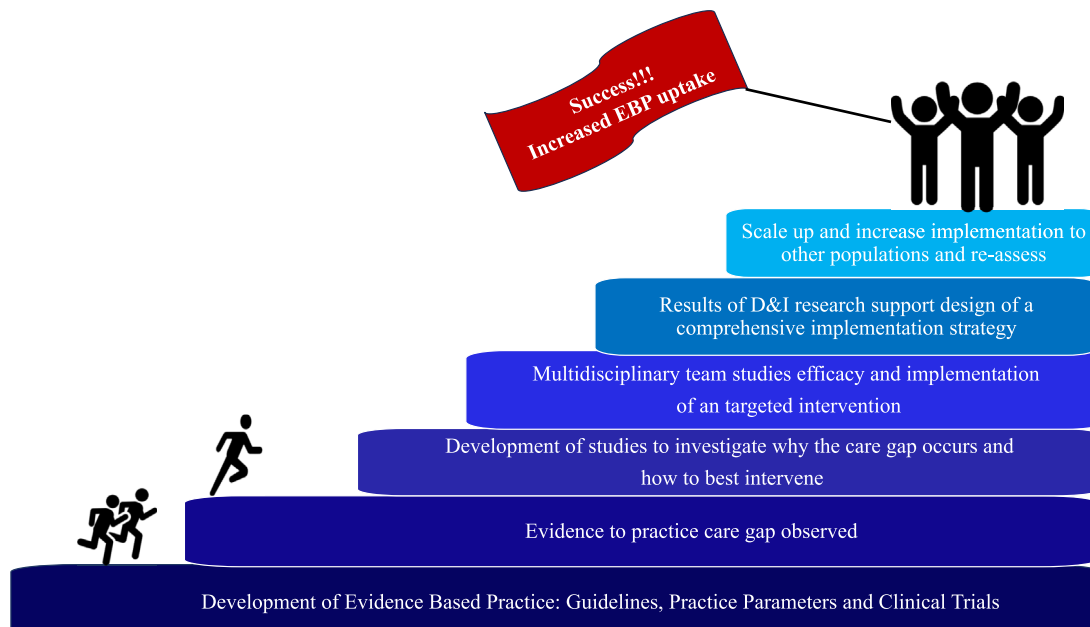 Success!!!
Increased EBP uptake
Scale up and increase implementation to
other populations and re-assess
Results of D&I research support design of a
comprehensive implementation strategy
Multidisciplinary team studies efficacy and implementation
of an targeted intervention
Development of studies to investigate why the care gap occurs and
how to best intervene
Evidence to practice care gap observed
Development of Evidence Based Practice: Guidelines, Practice Parameters and Clinical Trials